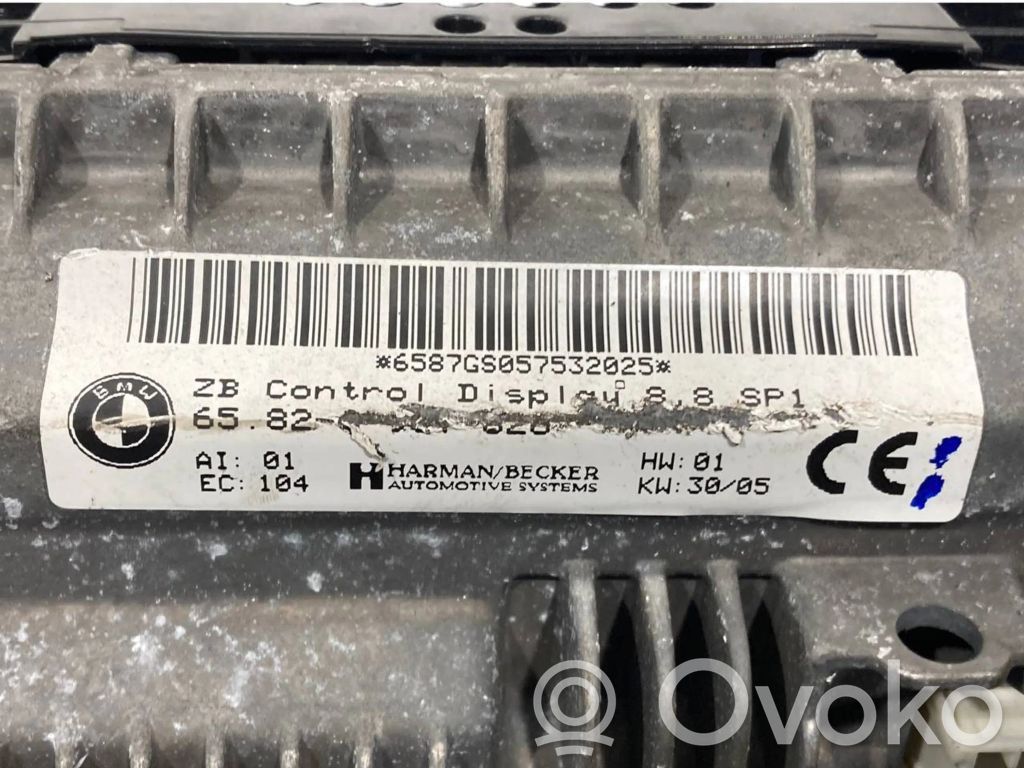 *6587GS057532025*
BMW
ZB Control Display 8,8 SP1
65.82
AI: 01
EC: 104
HARMAN/BECKER
AUTOMOTIVE SYSTEMS
HW: 01
KW: 30/05
CE
Ovoko